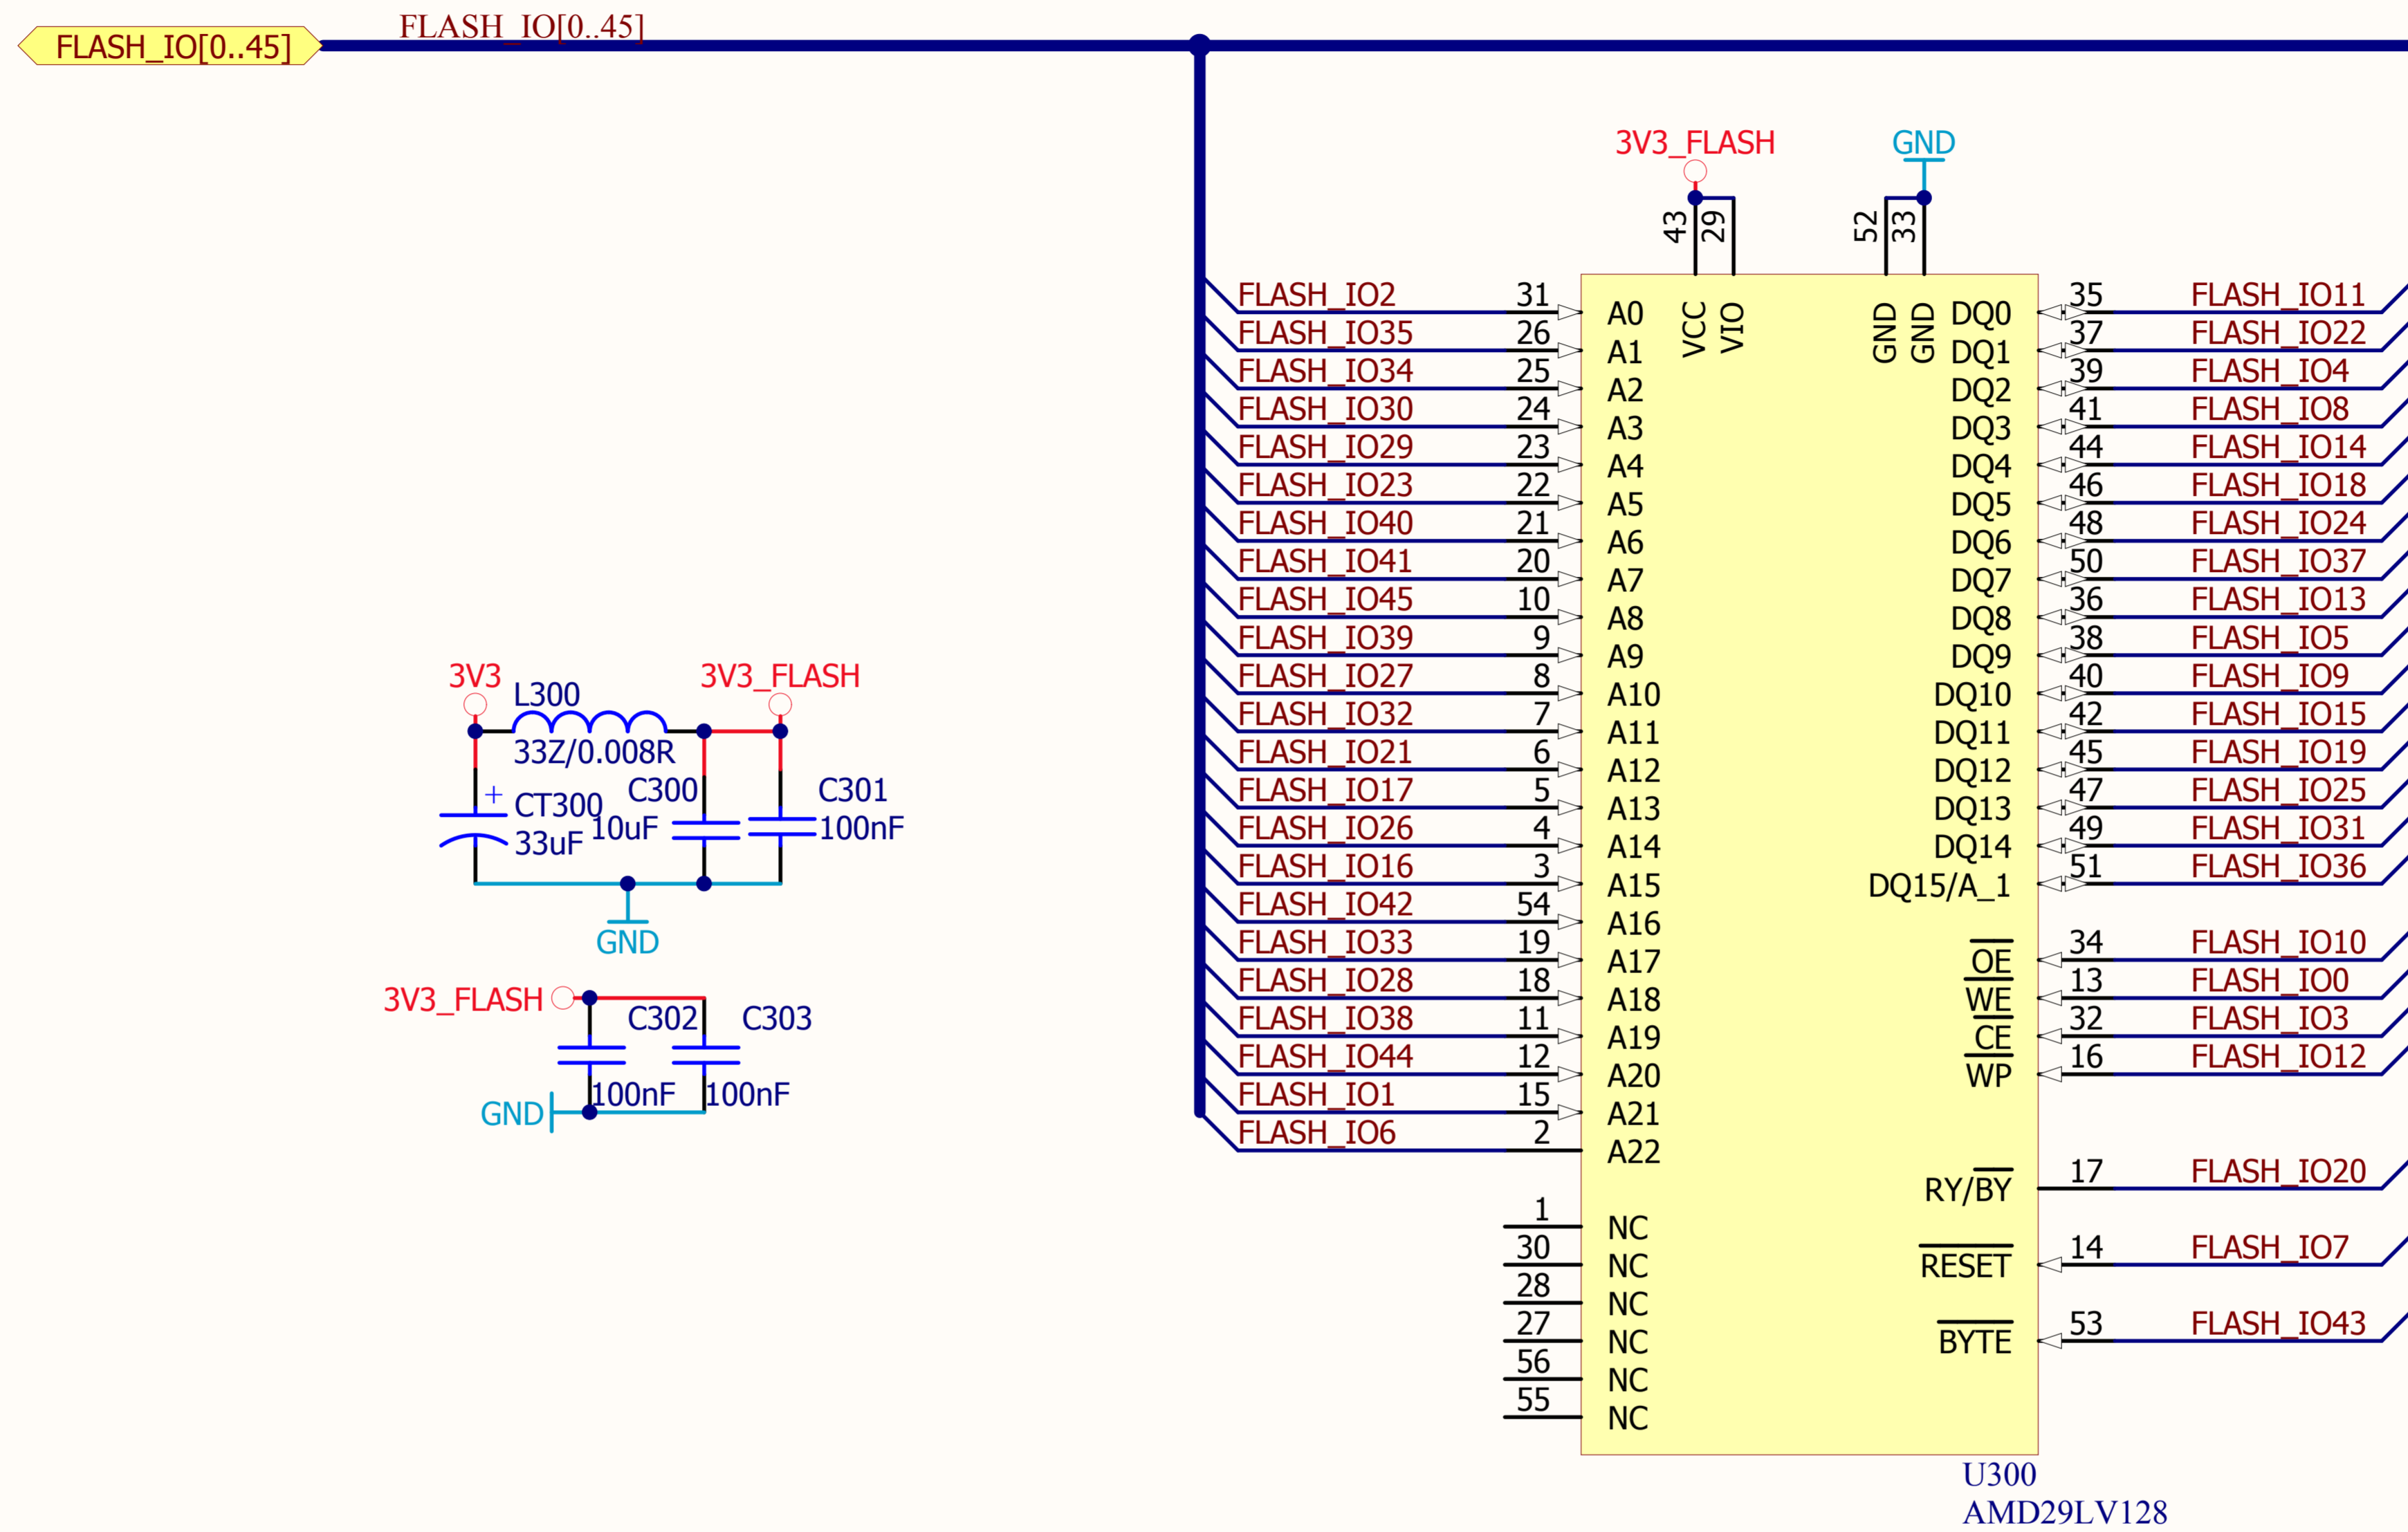 FLASH_IO[0..45]
FLASH_IO[0..45]
3V3_FLASH
GND
43
29
52
33
VCC
VIO
GND
GND
FLASH_IO2 31 A0
FLASH_IO35 26 A1
FLASH_IO34 25 A2
FLASH_IO30 24 A3
FLASH_IO29 23 A4
FLASH_IO23 22 A5
FLASH_IO40 21 A6
FLASH_IO41 20 A7
FLASH_IO45 10 A8
FLASH_IO39 9 A9
FLASH_IO27 8 A10
FLASH_IO32 7 A11
FLASH_IO21 6 A12
FLASH_IO17 5 A13
FLASH_IO26 4 A14
FLASH_IO16 3 A15
FLASH_IO42 54 A16
FLASH_IO33 19 A17
FLASH_IO28 18 A18
FLASH_IO38 11 A19
FLASH_IO44 12 A20
FLASH_IO1 15 A21
FLASH_IO6 2 A22
1 NC
30 NC
28 NC
27 NC
56 NC
55 NC
DQ0 35 FLASH_IO11
DQ1 37 FLASH_IO22
DQ2 39 FLASH_IO4
DQ3 41 FLASH_IO8
DQ4 44 FLASH_IO14
DQ5 46 FLASH_IO18
DQ6 48 FLASH_IO24
DQ7 50 FLASH_IO37
DQ8 36 FLASH_IO13
DQ9 38 FLASH_IO5
DQ10 40 FLASH_IO9
DQ11 42 FLASH_IO15
DQ12 45 FLASH_IO19
DQ13 47 FLASH_IO25
DQ14 49 FLASH_IO31
DQ15/A_1 51 FLASH_IO36
OE 34 FLASH_IO10
WE 13 FLASH_IO0
CE 32 FLASH_IO3
WP 16 FLASH_IO12
RY/BY 17 FLASH_IO20
RESET 14 FLASH_IO7
BYTE 53 FLASH_IO43
U300
AMD29LV128
3V3
L300
3V3_FLASH
33Z/0.008R
+
CT300
33uF
C300
10uF
C301
100nF
GND
3V3_FLASH
C302
C303
100nF
100nF
GND